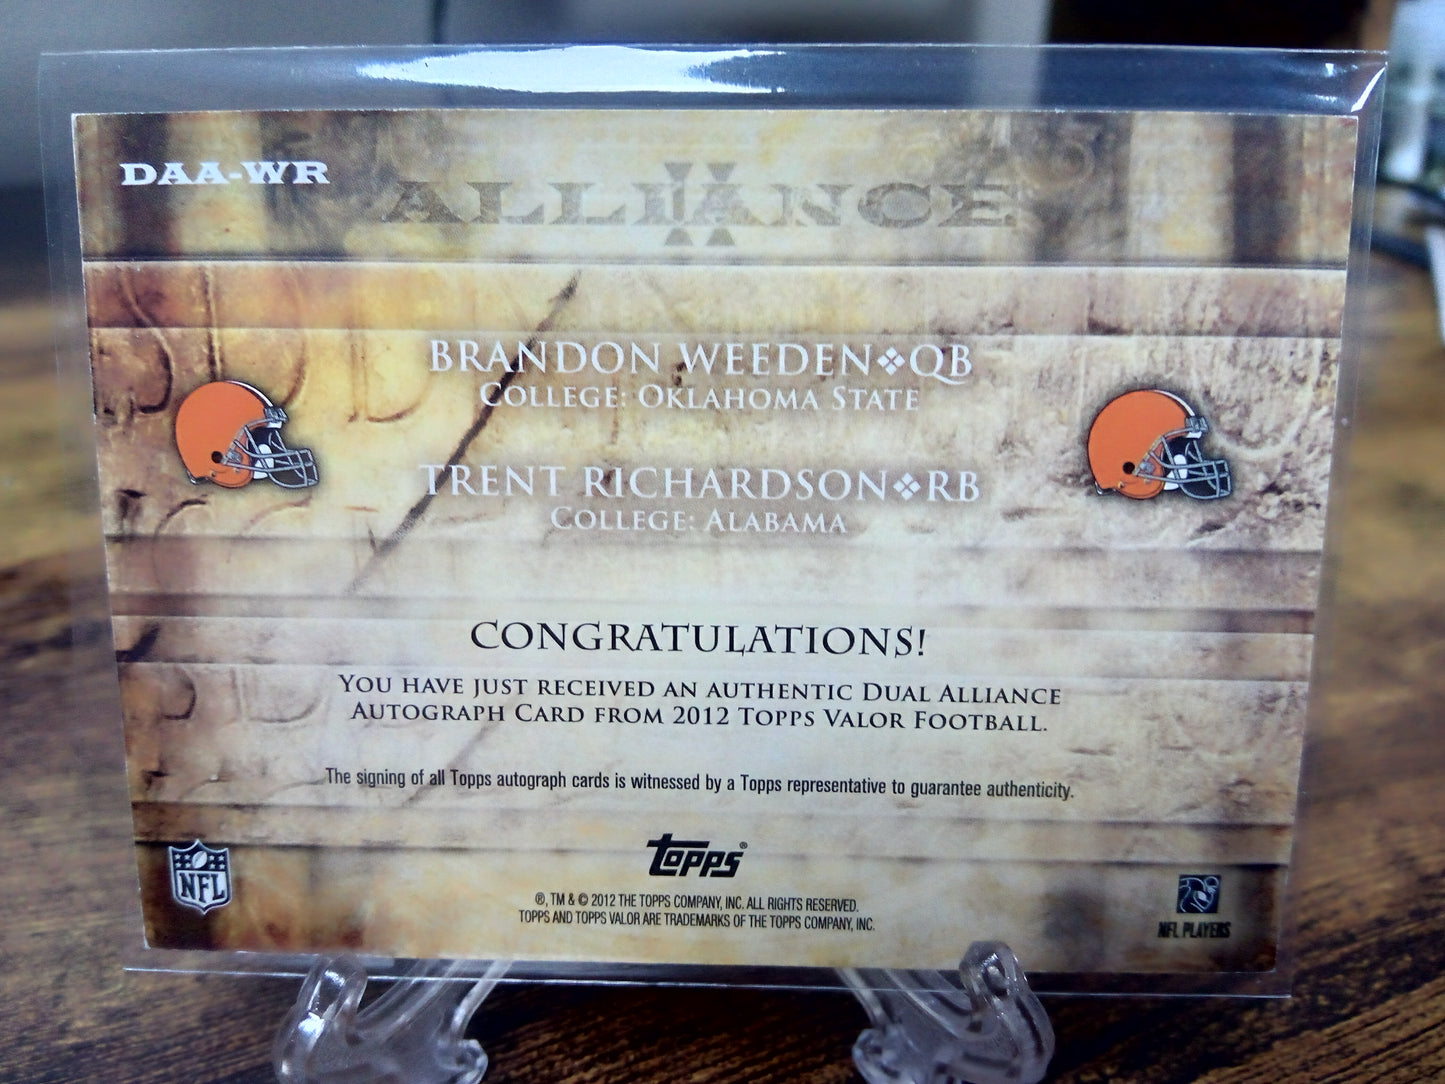 DAA-WR
ALLIANCE
BRANDON WEEDEN❖QB
COLLEGE: OKLAHOMA STATE
TRENT RICHARDSON❖RB
COLLEGE: ALABAMA
CONGRATULATIONS!
YOU HAVE JUST RECEIVED AN AUTHENTIC DUAL ALLIANCE
AUTOGRAPH CARD FROM 2012 TOPPS VALOR FOOTBALL.
The signing of all Topps autograph cards is witnessed by a Topps representative to guarantee authenticity.
topps®
NFL
®, TM & © 2012 THE TOPPS COMPANY, INC. ALL RIGHTS RESERVED.
TOPPS AND TOPPS VALOR ARE TRADEMARKS OF THE TOPPS COMPANY, INC.
NFL PLAYERS